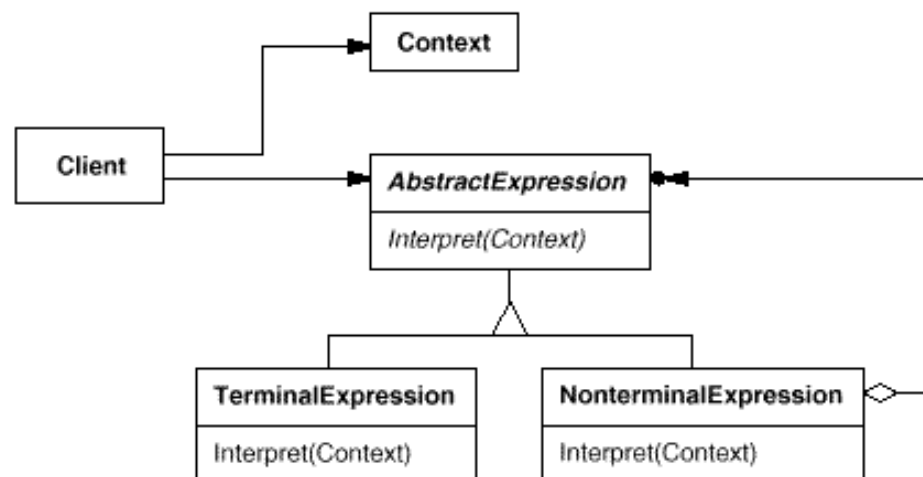 Context
Client
AbstractExpression
Interpret(Context)
TerminalExpression
NonterminalExpression
Interpret(Context)
Interpret(Context)